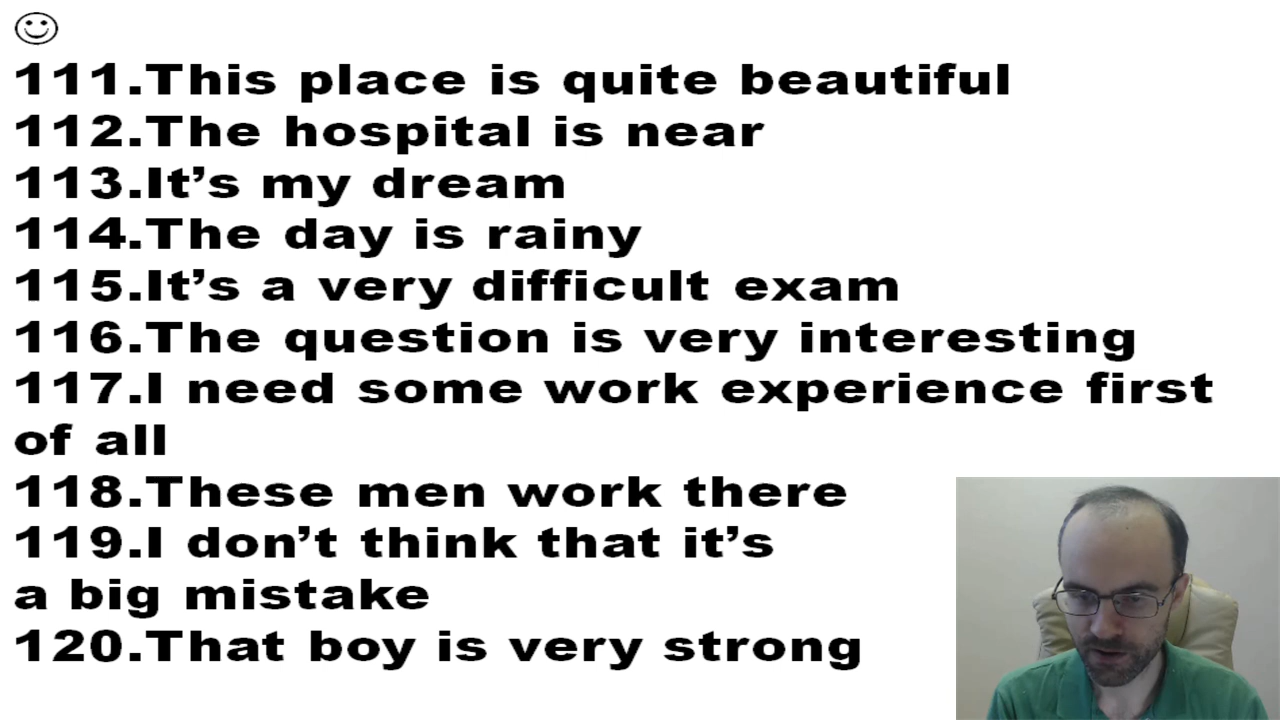 111.This place is quite beautiful
112.The hospital is near
113.It’s my dream
114.The day is rainy
115.It’s a very difficult exam
116.The question is very interesting
117.I need some work experience first
of all
118.These men work there
119.I don’t think that it’s
a big mistake
120.That boy is very strong